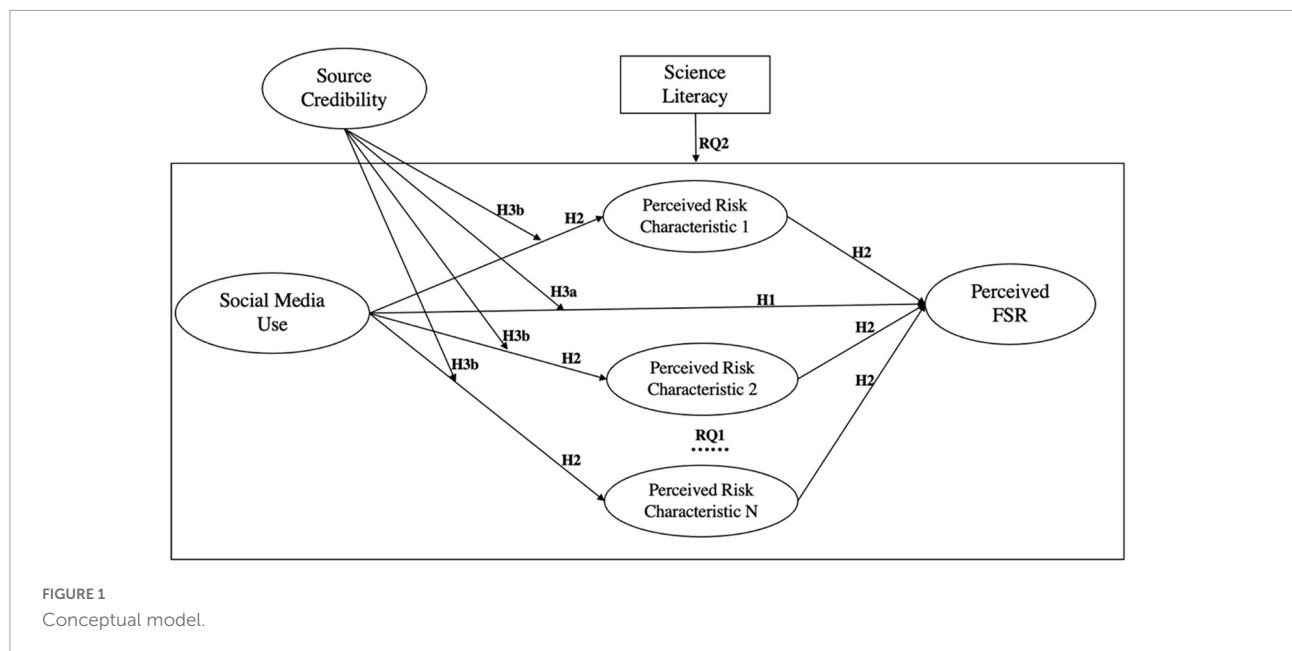 Source
Credibility
Science
Literacy
RQ2
H3b
H2
Perceived Risk
Characteristic 1
H2
H3a
H1
Social Media
Use
Perceived
FSR
H3b
H2
H3b
H2
Perceived Risk
Characteristic 2
H2
RQ1
......
H2
Perceived Risk
Characteristic N
FIGURE 1
Conceptual model.